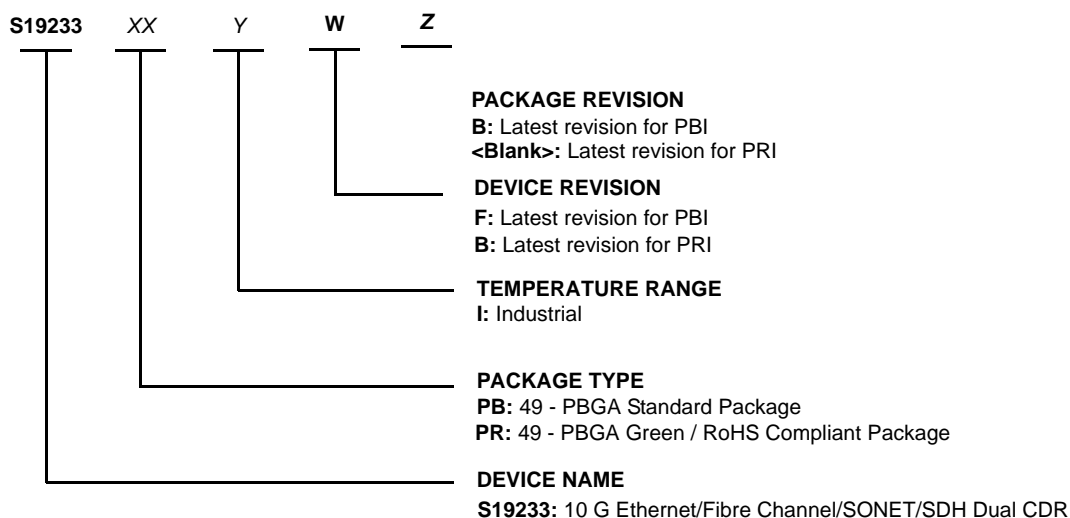 S19233 XX Y W Z
PACKAGE REVISION
B: Latest revision for PBI
<Blank>: Latest revision for PRI
DEVICE REVISION
F: Latest revision for PBI
B: Latest revision for PRI
TEMPERATURE RANGE
I: Industrial
PACKAGE TYPE
PB: 49 - PBGA Standard Package
PR: 49 - PBGA Green / RoHS Compliant Package
DEVICE NAME
S19233: 10 G Ethernet/Fibre Channel/SONET/SDH Dual CDR